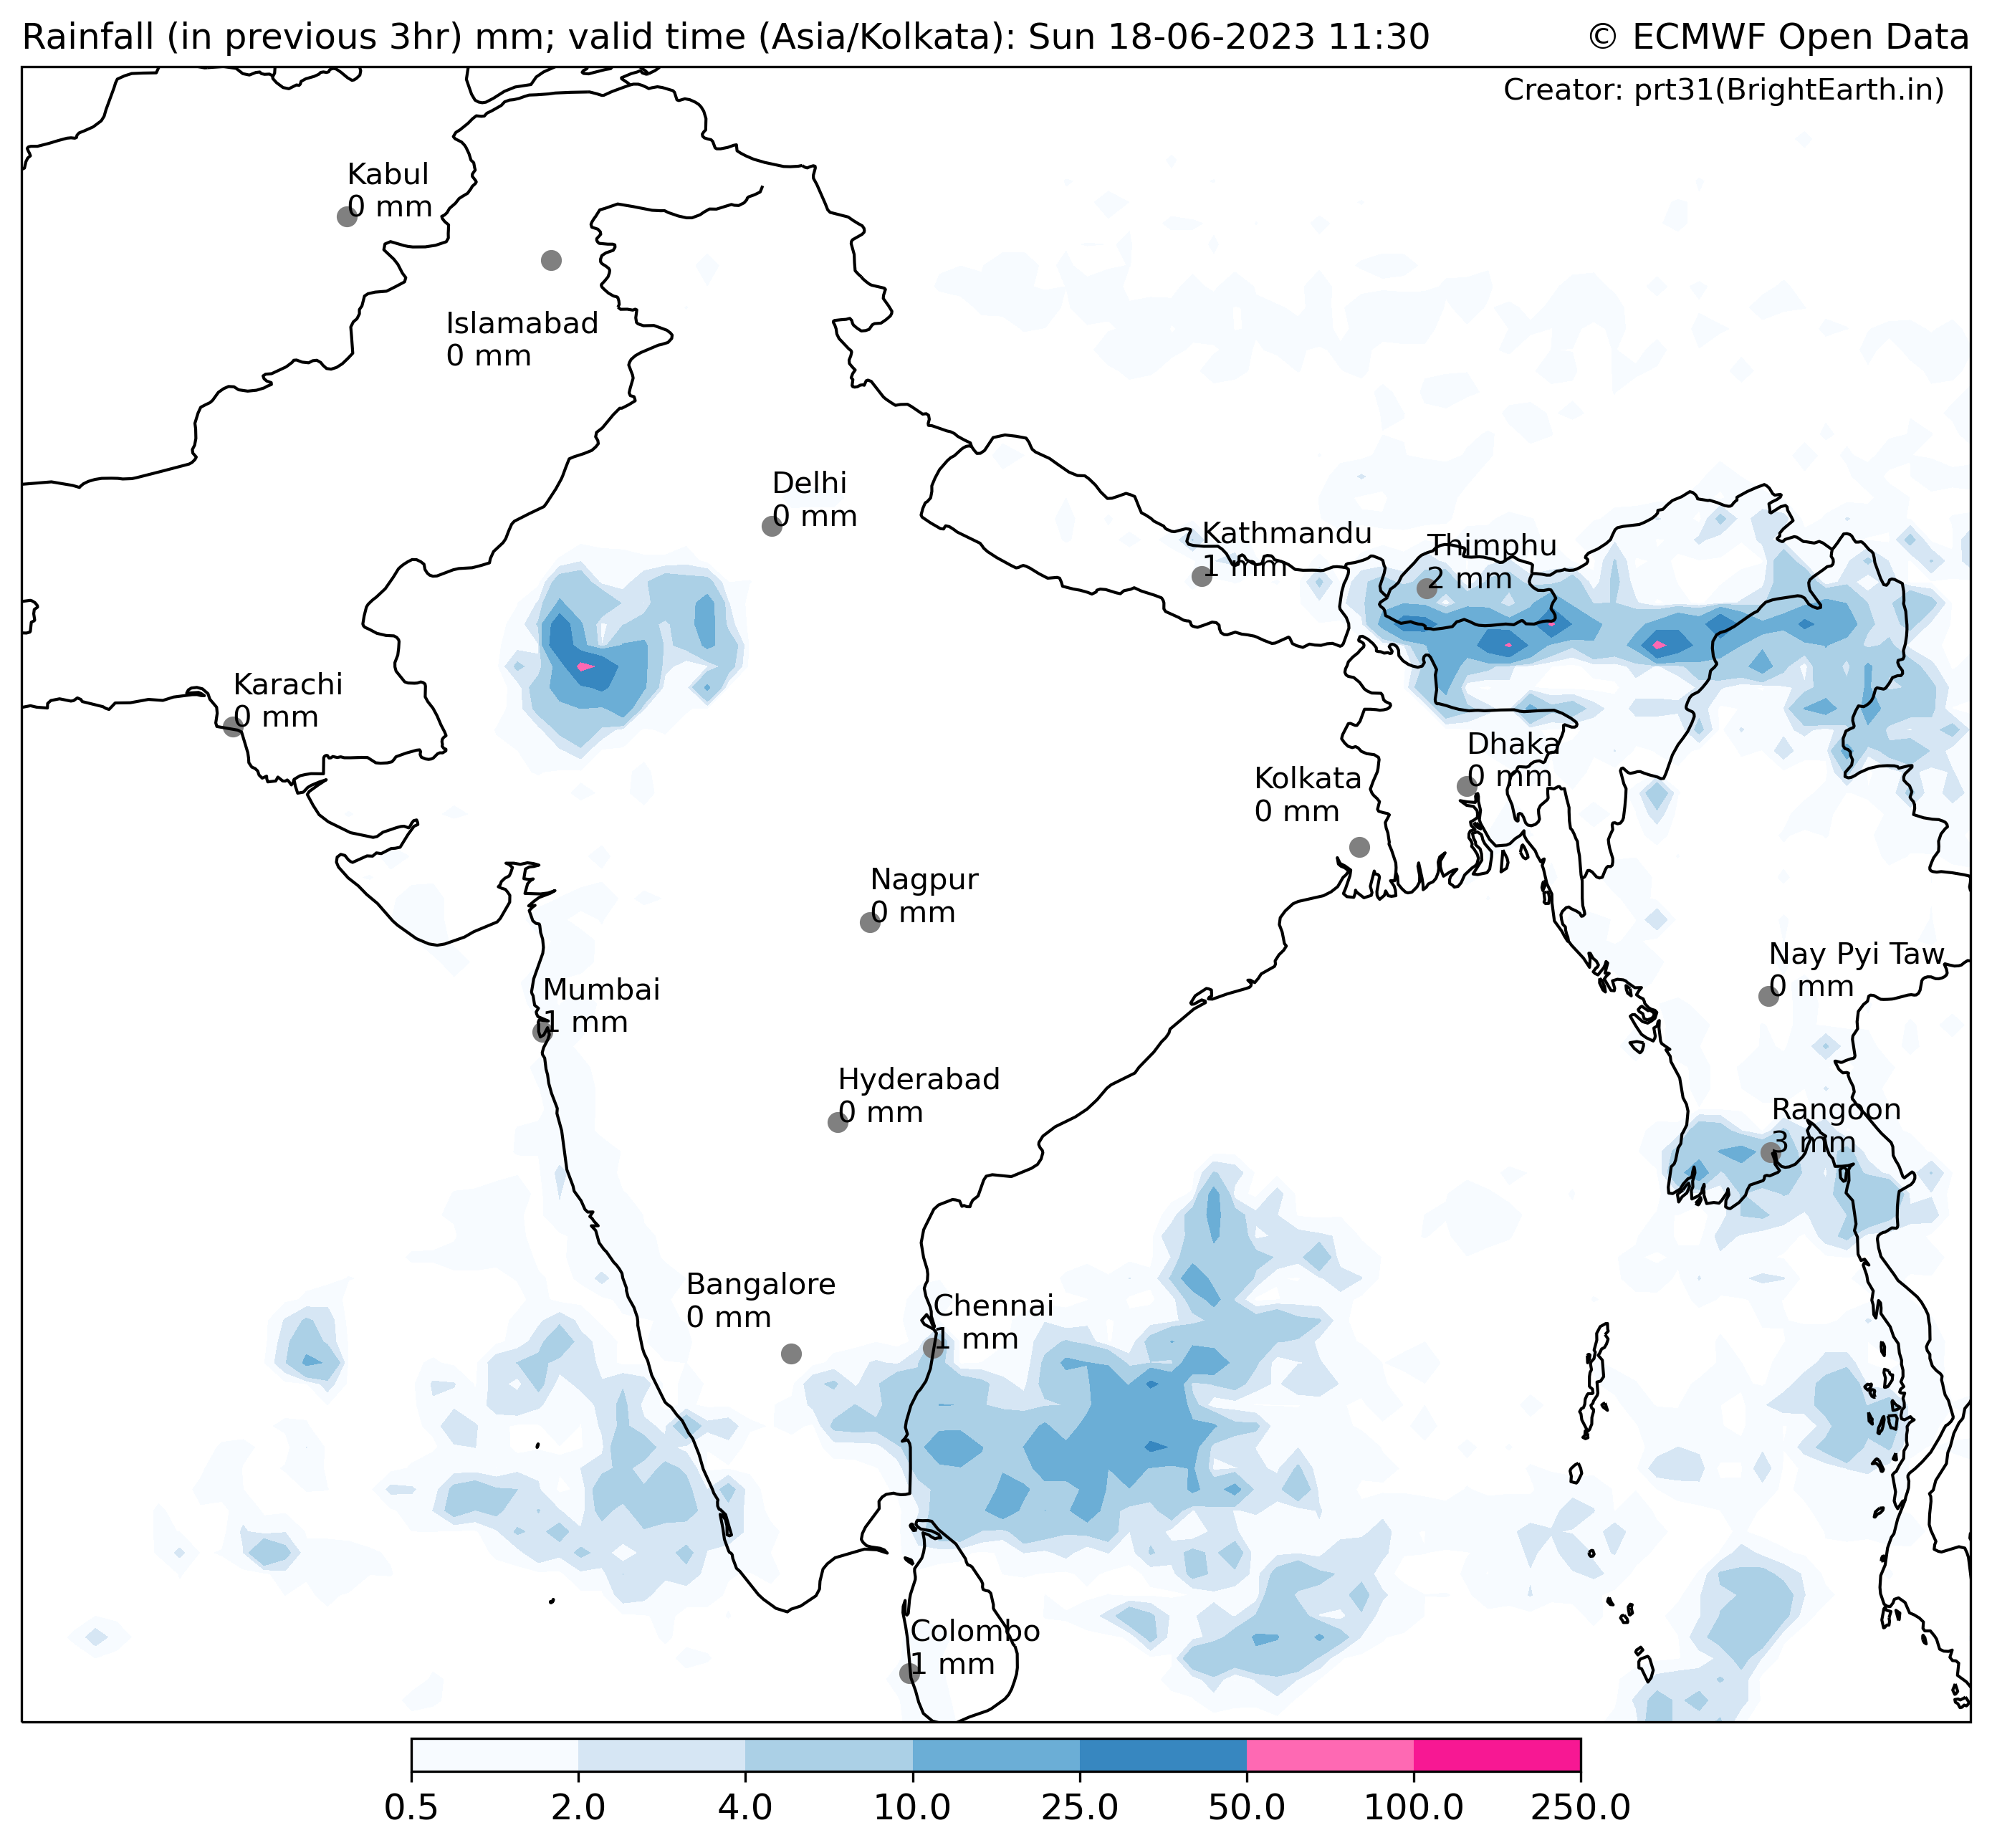 Rainfall (in previous 3hr) mm; valid time (Asia/Kolkata): Sun 18-06-2023 11:30
© ECMWF Open Data
Creator: prt31(BrightEarth.in)
Kabul
0 mm
Islamabad
0 mm
Delhi
0 mm
Kathmandu
1 mm
Thimphu
2 mm
Karachi
0 mm
Dhaka
0 mm
Kolkata
0 mm
Nagpur
0 mm
Nay Pyi Taw
0 mm
Mumbai
1 mm
Hyderabad
0 mm
Rangoon
3 mm
Bangalore
0 mm
Chennai
1 mm
Colombo
1 mm
0.5 2.0 4.0 10.0 25.0 50.0 100.0 250.0